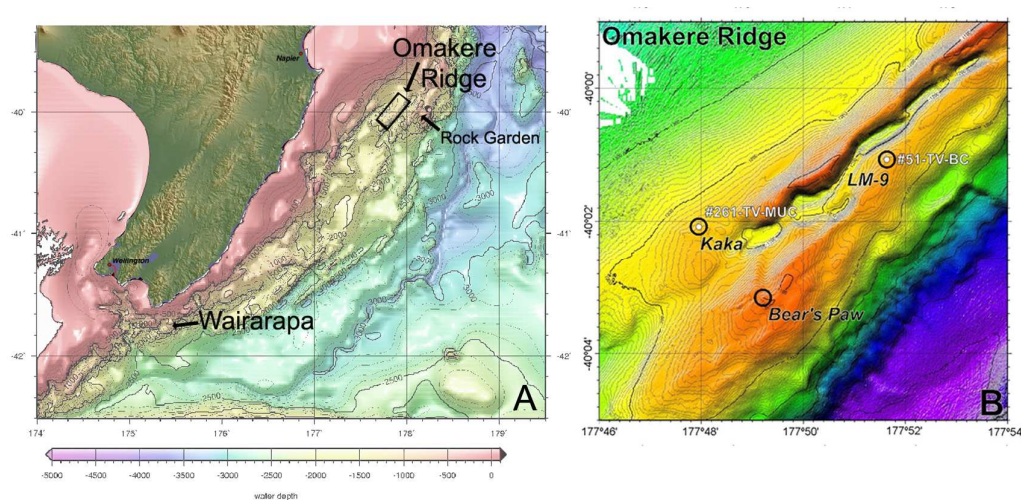 Omakere
Ridge
Napier
Rock Garden
Wellington
Wairarapa
A
-40
-41
-42
174°
175°
176°
177°
178°
179°
-5000 -4000 -3500 -3000 -2500 -2000 -1500 -1000 -500 0
water depth
Omakere Ridge
#51-TV-BC
LM-9
#261-TV-MUC
Kaka
Bear's Paw
B
-40°00'
-40°02'
-40°04'
177°46' 177°48' 177°50' 177°52' 177°54'